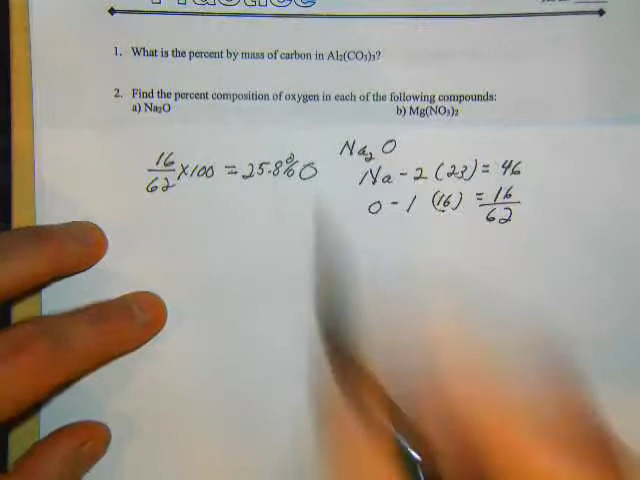 Practice
1. What is the percent by mass of carbon in Al₂(CO₃)₃?
2. Find the percent composition of oxygen in each of the following compounds:
a) Na₂O b) Mg(NO₃)₂
Na₂ O
16/62 x100 = 25.8% O
Na - 2 (23) = 46
O - 1 (16) = 16
62